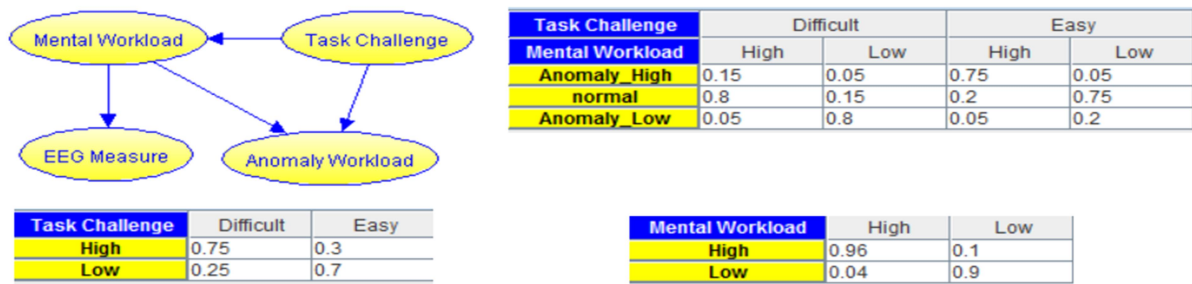 Mental Workload
Task Challenge
EEG Measure
Anomaly Workload
Task Challenge Difficult Easy
Mental Workload High Low High Low
Anomaly_High 0.15 0.05 0.75 0.05
normal 0.8 0.15 0.2 0.75
Anomaly_Low 0.05 0.8 0.05 0.2
Task Challenge Difficult Easy
High 0.75 0.3
Low 0.25 0.7
Mental Workload High Low
High 0.96 0.1
Low 0.04 0.9